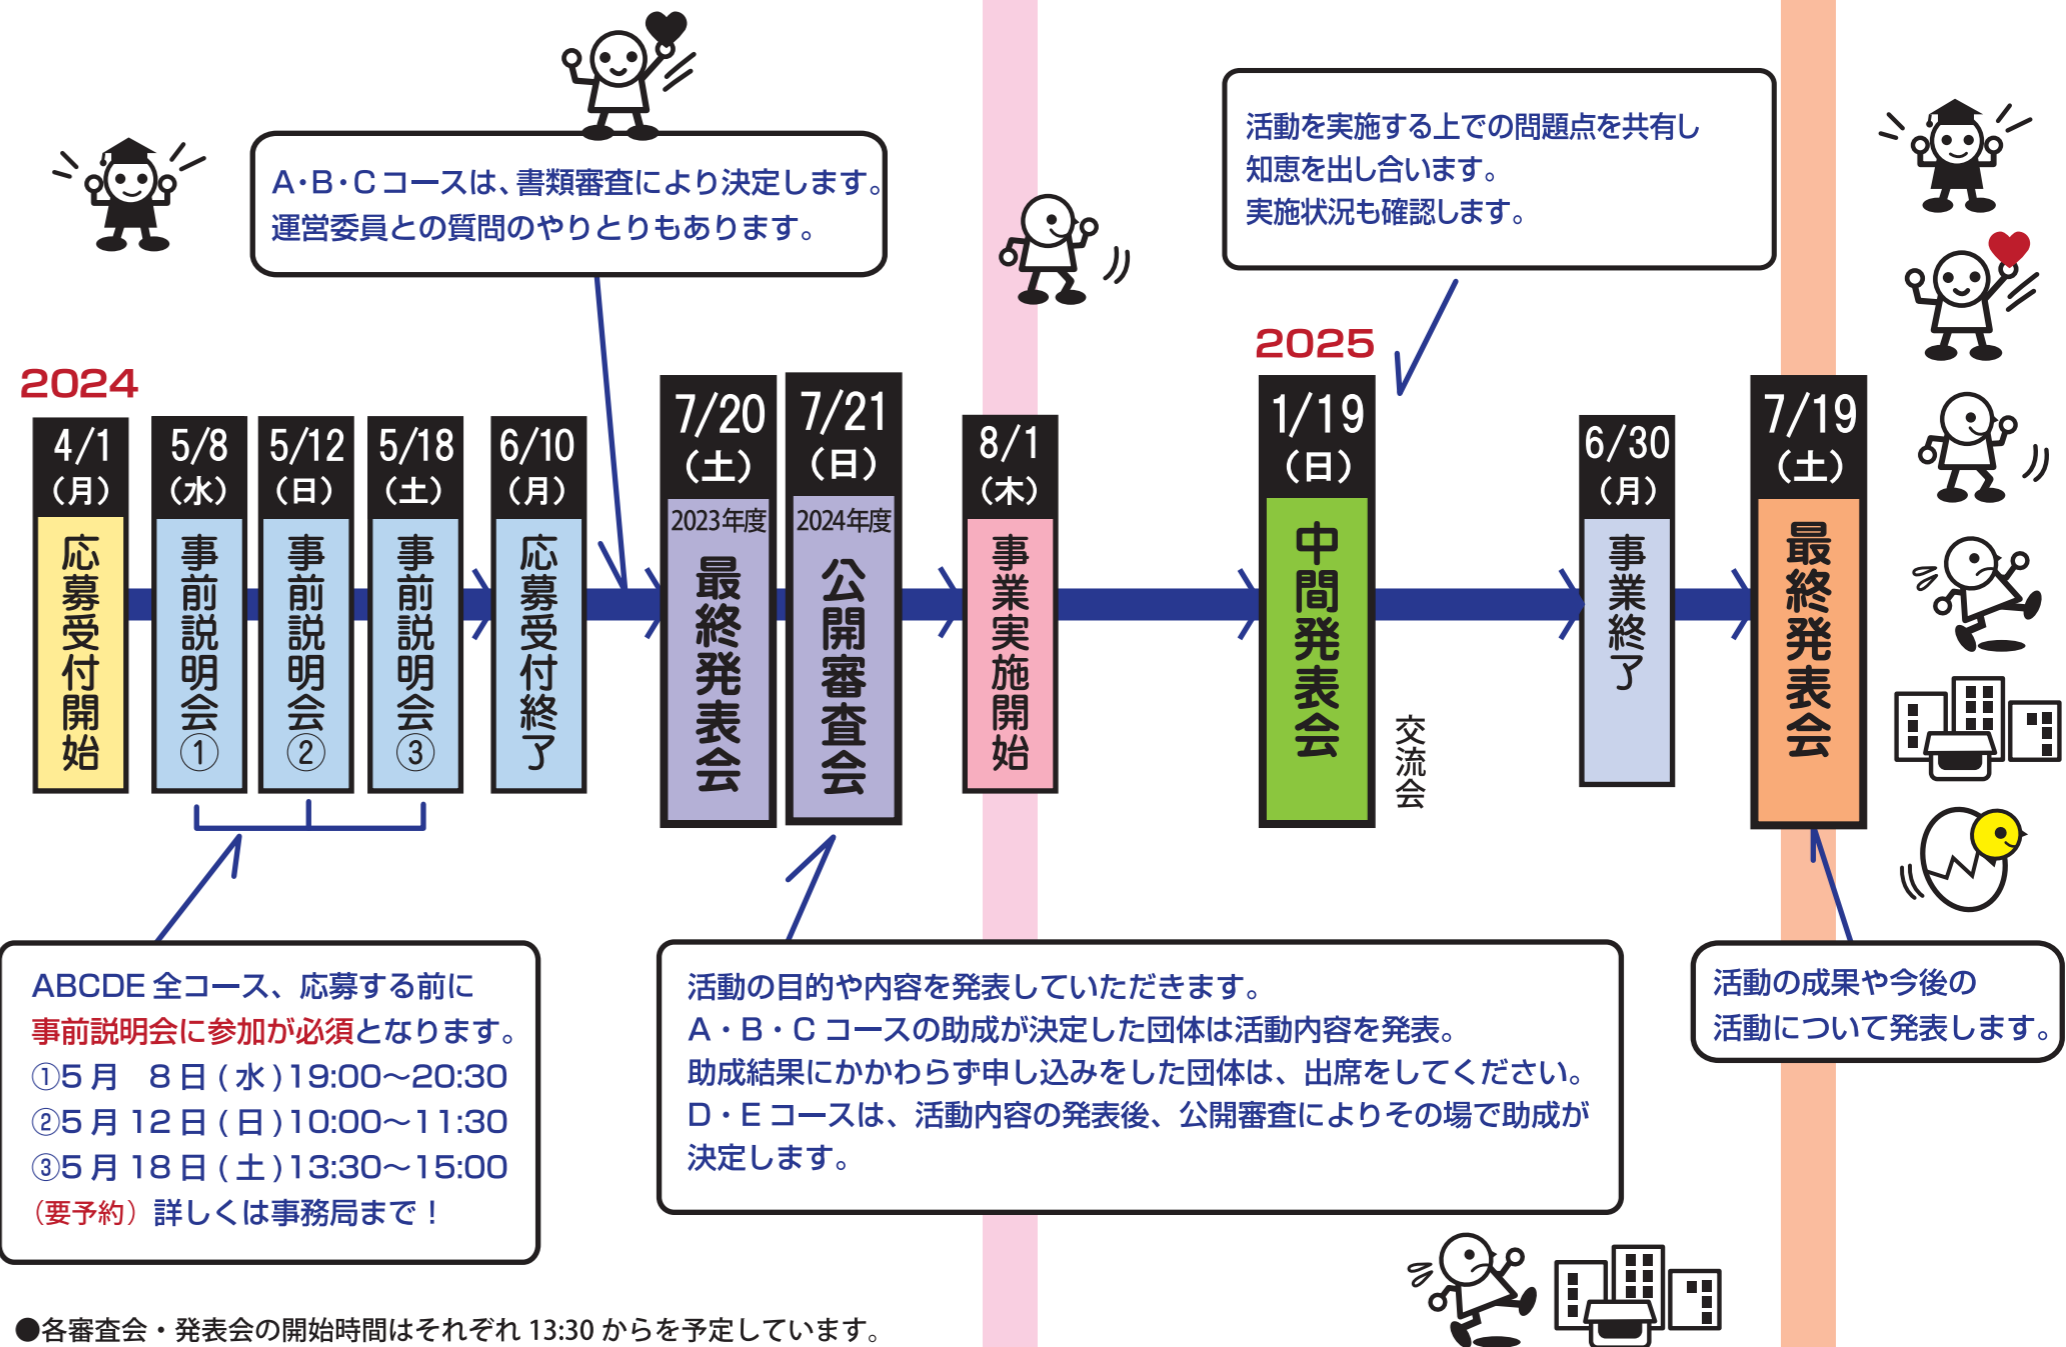 A・B・Cコースは、書類審査により決定します。
運営委員との質問のやりとりもあります。
活動を実施する上での問題点を共有し
知恵を出し合います。
実施状況も確認します。
2024
4/1
（月）
応募受付開始
5/8
（水）
事前説明会①
5/12
（日）
事前説明会②
5/18
（土）
事前説明会③
6/10
（月）
応募受付終了
7/20
（土）
2023年度
最終発表会
7/21
（日）
2024年度
公開審査会
8/1
（木）
事業実施開始
2025
1/19
（日）
中間発表会
交流会
6/30
（月）
事業終了
7/19
（土）
最終発表会
ABCDE 全コース、応募する前に
事前説明会に参加が必須となります。
①5月　8日(水)19:00～20:30
②5月12日(日)10:00～11:30
③5月18日(土)13:30～15:00
（要予約）詳しくは事務局まで！
活動の目的や内容を発表していただきます。
A・B・C コースの助成が決定した団体は活動内容を発表。
助成結果にかかわらず申し込みをした団体は、出席をしてください。
D・E コースは、活動内容の発表後、公開審査によりその場で助成が
決定します。
活動の成果や今後の
活動について発表します。
●各審査会・発表会の開始時間はそれぞれ 13:30 からを予定しています。